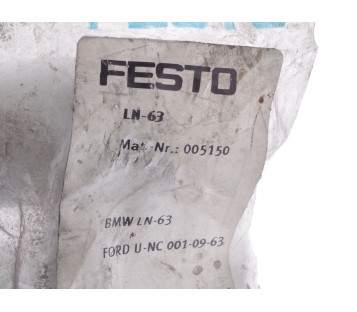 FESTO
LN-63
Mat.-Nr.: 005150
BMW LN-63
FORD U-NC 001-09-63